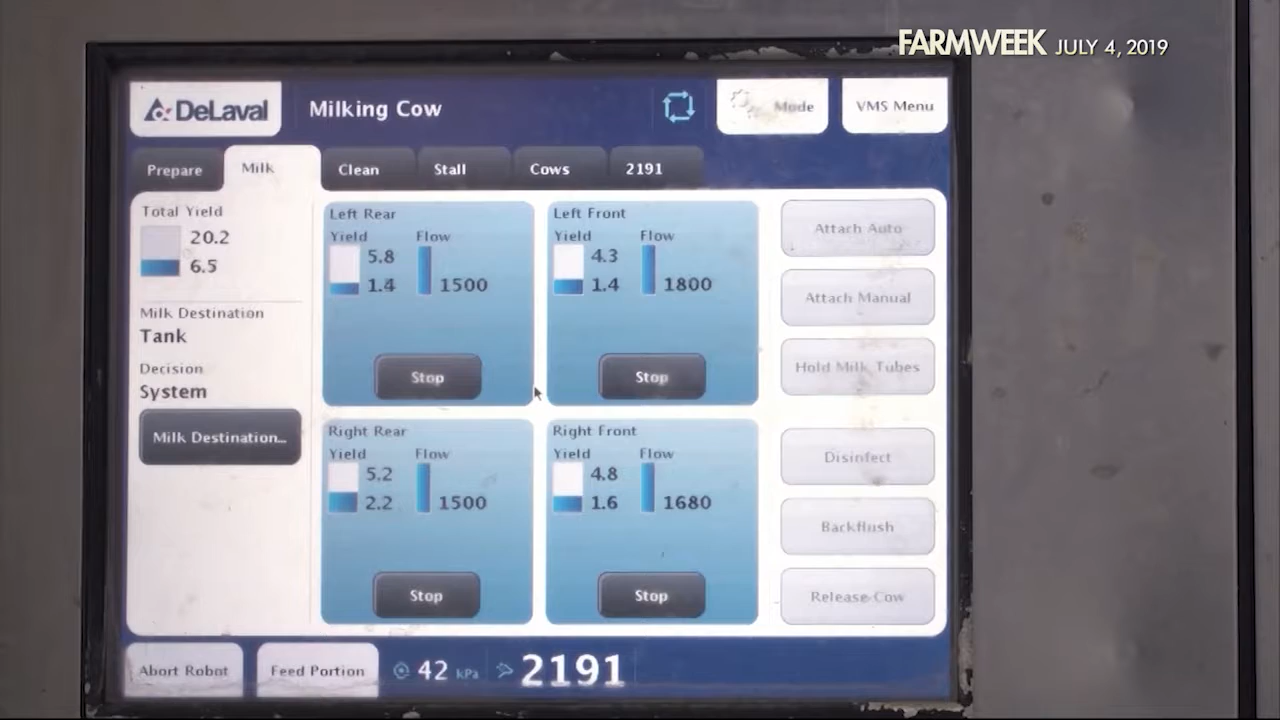 FARMWEEK JULY 4, 2019
DeLaval
Milking Cow
Mode
VMS Menu
Prepare
Milk
Clean
Stall
Cows
2191
Total Yield
20.2
6.5
Milk Destination
Tank
Decision
System
Milk Destination...
Left Rear
Yield Flow
5.8
1.4 1500
Stop
Left Front
Yield Flow
4.3
1.4 1800
Stop
Right Rear
Yield Flow
5.2
2.2 1500
Stop
Right Front
Yield Flow
4.8
1.6 1680
Stop
Attach Auto
Attach Manual
Hold Milk Tubes
Disinfect
Backflush
Release Cow
Abort Robot
Feed Portion
42 kPa
2191